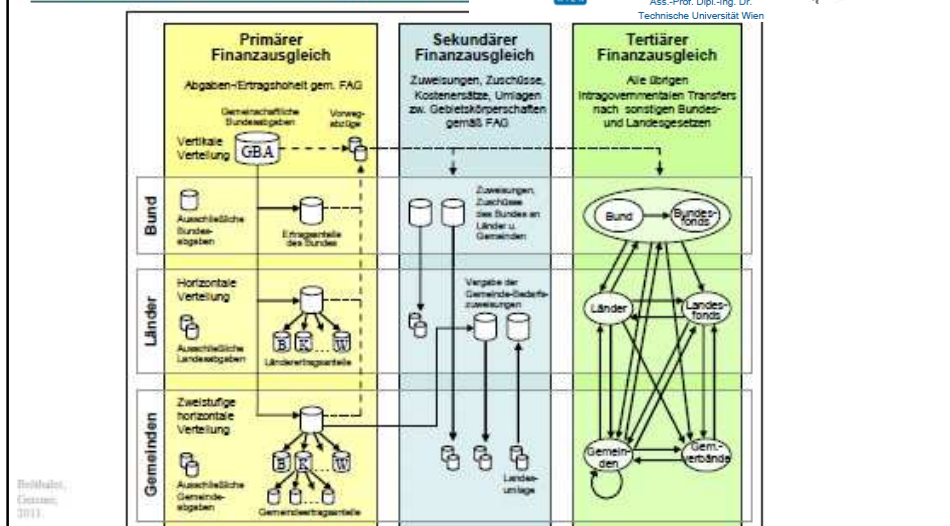 Ass.-Prof. Dipl.-Ing. Dr.
Technische Universität Wien
Primärer
Finanzausgleich
Abgaben-/Ertragshoheit gem. FAG
Gemeinschaftliche
Bundesabgaben
Vorweg-
abzüge
Vertikale
Verteilung
GBA
Sekundärer
Finanzausgleich
Zuweisungen, Zuschüsse,
Kostenersätze, Umlagen
zw. Gebietskörperschaften
gemäß FAG
Tertiärer
Finanzausgleich
Alle übrigen
Intragovernmentalen Transfers
nach sonstigen Bundes-
und Landesgesetzen
Bund
Ausschließliche
Bundes-
abgaben
Ertragsanteile
des Bundes
Zuweisungen,
Zuschüsse
des Bundes an
Länder u.
Gemeinden
Bund
Bundes-
fonds
Länder
Horizontale
Verteilung
Ausschließliche
Landesabgaben
B K ... W
Länderertragsanteile
Vergabe der
Gemeinde-Bedarfs-
zuweisungen
Länder
Landes-
fonds
Gemeinden
Zweistufige
horizontale
Verteilung
Ausschließliche
Gemeinde-
abgaben
B K ... W
...
Gemeindeertragsanteile
Landes-
umlage
Gemein-
den
Gem.-
verbände
2011.